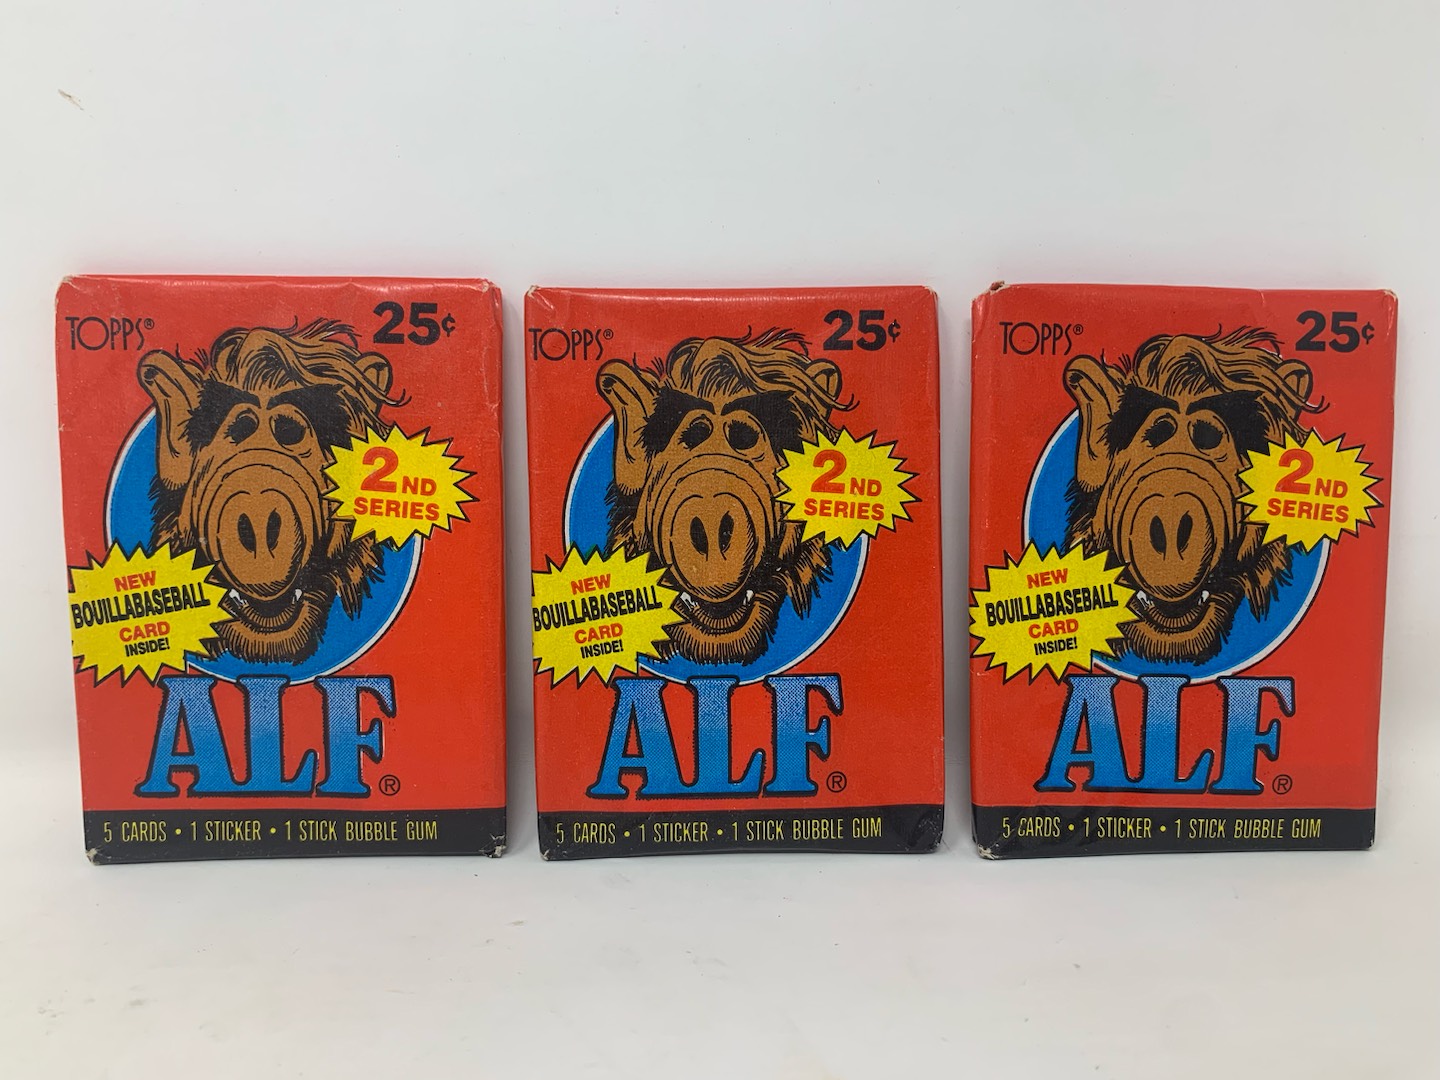 TOPPS® 25¢
2ND
SERIES
NEW
BOUILLABASEBALL
CARD
INSIDE!
ALF®
5 CARDS • 1 STICKER • 1 STICK BUBBLE GUM
TOPPS® 25¢
2ND
SERIES
NEW
BOUILLABASEBALL
CARD
INSIDE!
ALF®
5 CARDS • 1 STICKER • 1 STICK BUBBLE GUM
TOPPS® 25¢
2ND
SERIES
NEW
BOUILLABASEBALL
CARD
INSIDE!
ALF®
5 CARDS • 1 STICKER • 1 STICK BUBBLE GUM